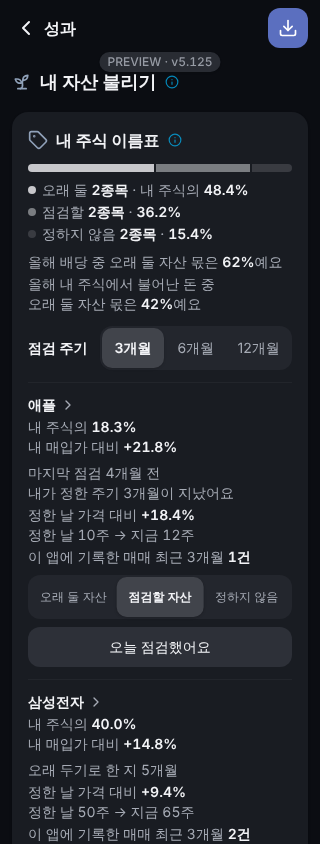 성과
PREVIEW · v5.125
내 자산 불리기
내 주식 이름표
오래 둘 2종목 · 내 주식의 48.4%
점검할 2종목 · 36.2%
정하지 않음 2종목 · 15.4%
올해 배당 중 오래 둘 자산 몫은 62%예요
올해 내 주식에서 불어난 돈 중
오래 둘 자산 몫은 42%예요
점검 주기 3개월 6개월 12개월
애플
내 주식의 18.3%
내 매입가 대비 +21.8%
마지막 점검 4개월 전
내가 정한 주기 3개월이 지났어요
정한 날 가격 대비 +18.4%
정한 날 10주 → 지금 12주
이 앱에 기록한 매매 최근 3개월 1건
오래 둘 자산 점검할 자산 정하지 않음
오늘 점검했어요
삼성전자
내 주식의 40.0%
내 매입가 대비 +14.8%
오래 두기로 한 지 5개월
정한 날 가격 대비 +9.4%
정한 날 50주 → 지금 65주
이 앱에 기록한 매매 최근 3개월 2건